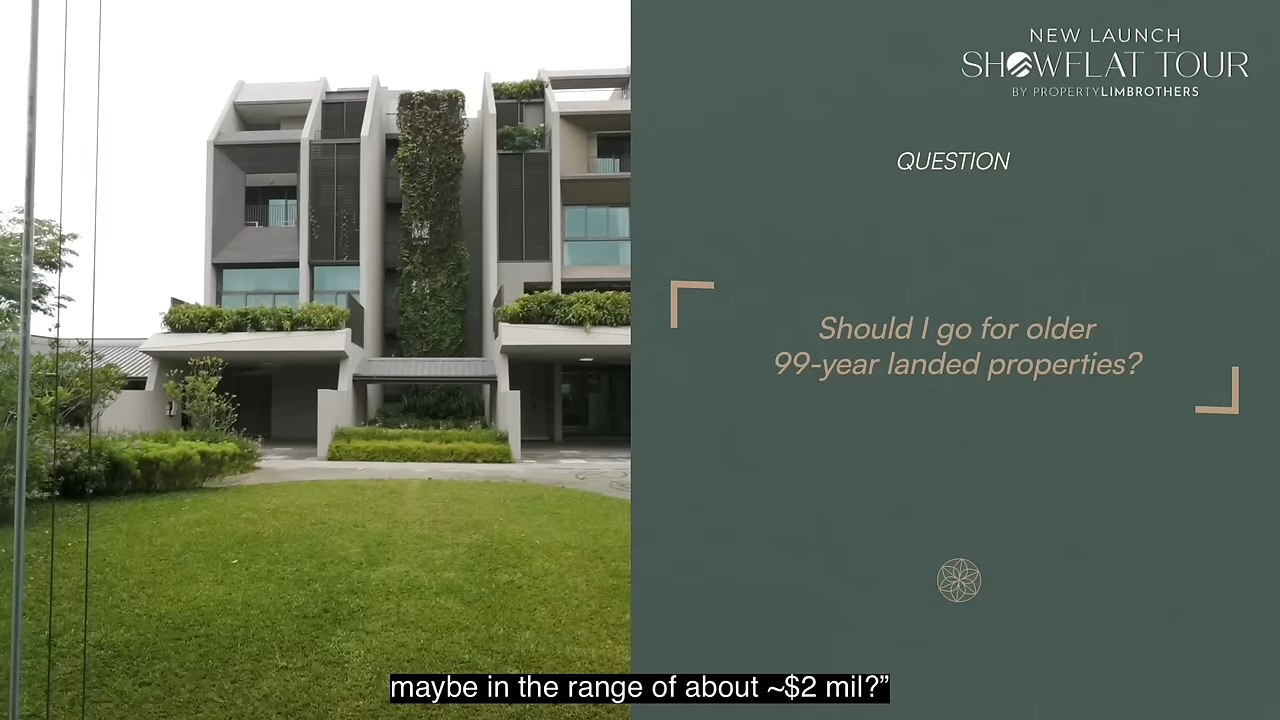 NEW LAUNCH
SHOWFLAT TOUR
BY PROPERTYLIMBROTHERS
QUESTION
Should I go for older
99-year landed properties?
maybe in the range of about ~$2 mil?”